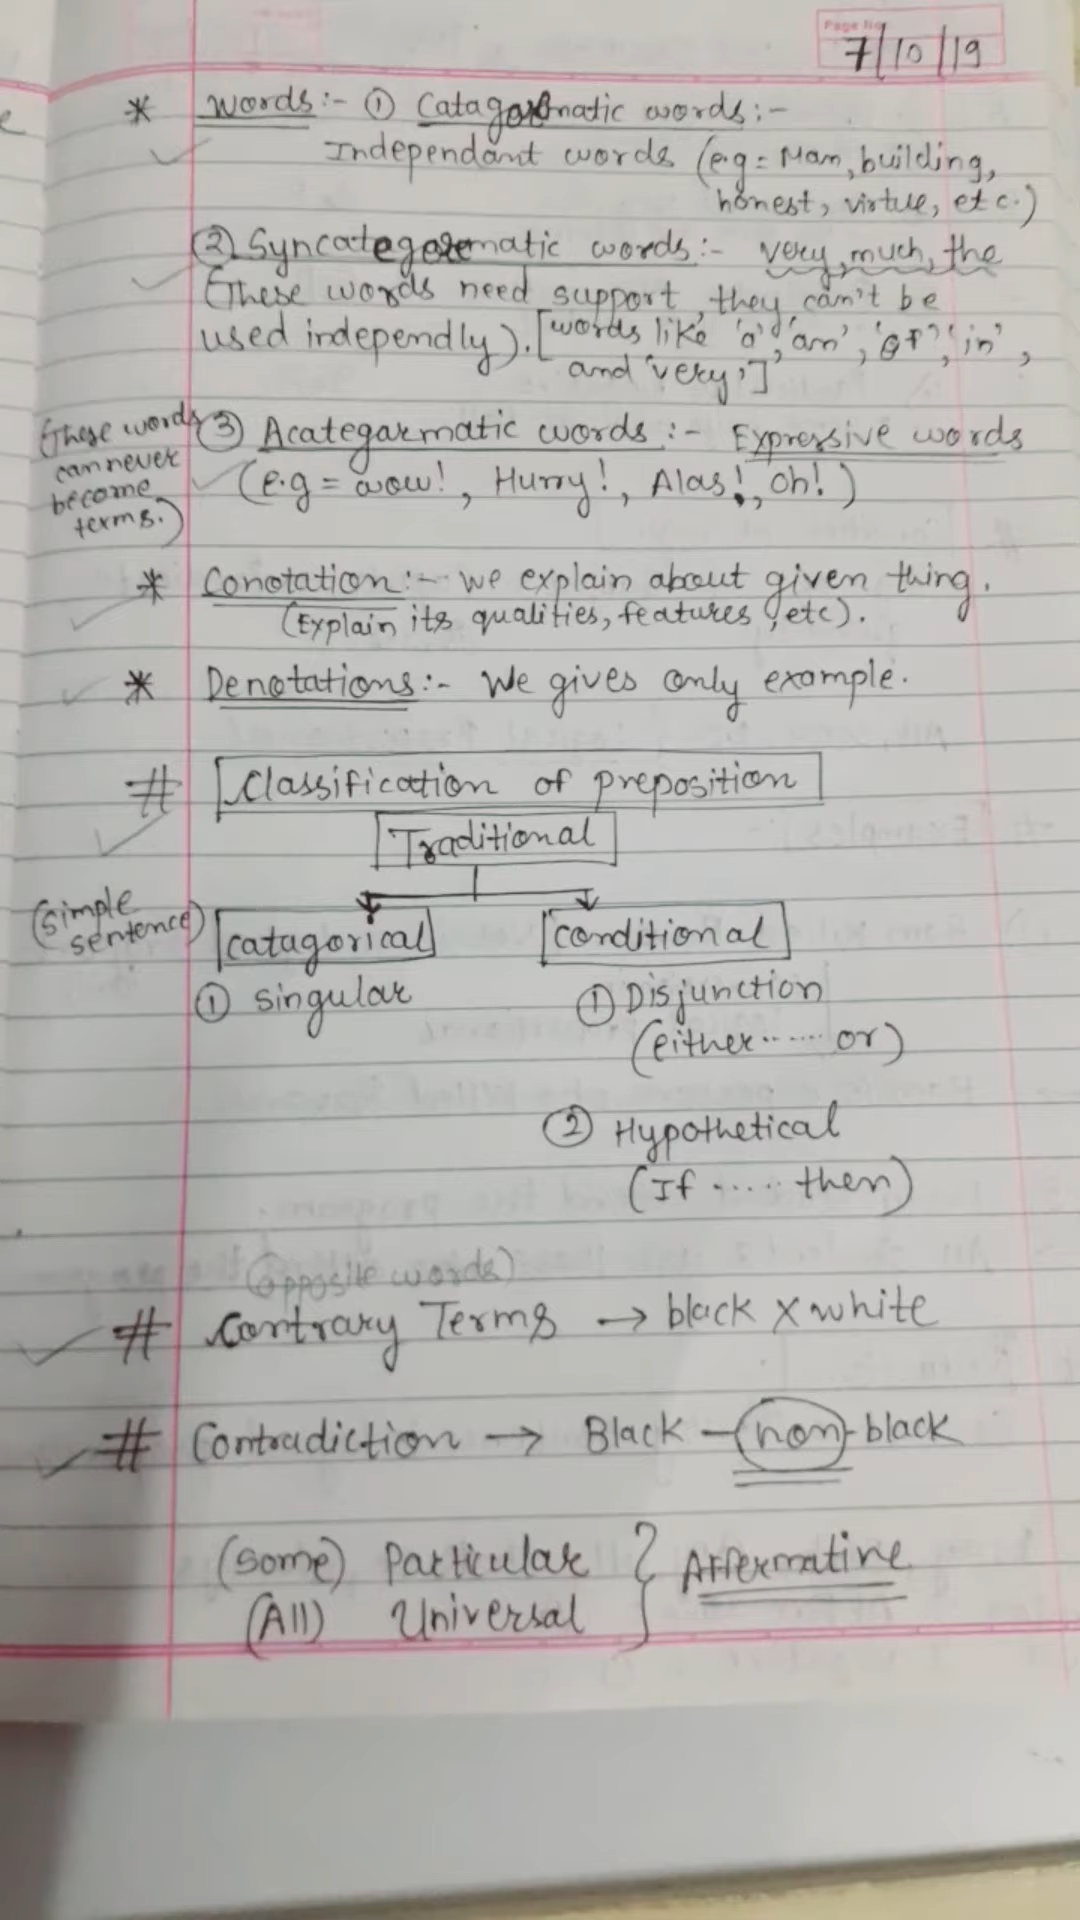 Page No
7/10/19
* Words :- ① Catagorematic words :-
Independant words (e.g = Man, building,
honest, virtue, etc.)
② Syncategorematic words :- very, much, the
(These words need support, they can't be
used independly). [words like 'a', 'an', 'of', 'in',
and 'very']
(These words can never become terms.)
③ Acategarmatic words :- Expressive words
(e.g = wow!, Hurry!, Alas!, Oh!)
* Conotation :- We explain about given thing.
(Explain its qualities, features, etc).
* Denotations :- We gives only example.
# Classification of preposition
Traditional
(simple sentence)
catagorical conditional
① singular ① Disjunction
(either ...... or)
② Hypothetical
(If ..... then)
(opposite words)
# Contrary Terms → black x white
# Contradiction → Black - non - black
(some) Particular } Affermative
(All) Universal